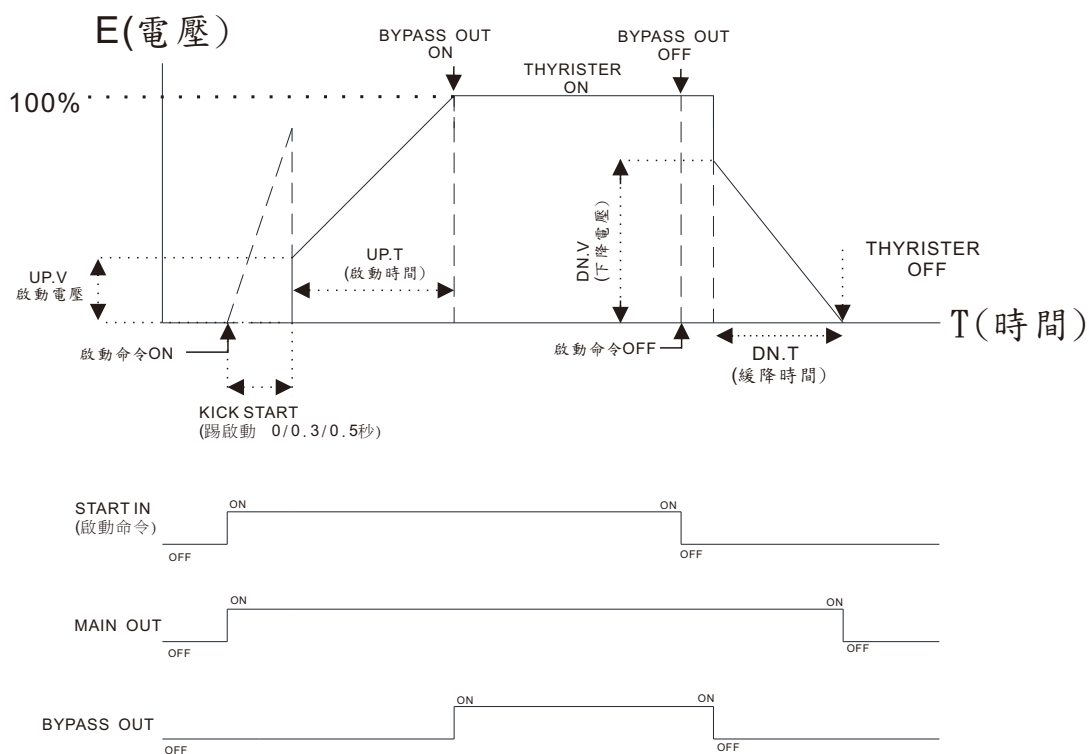 E(電壓)
BYPASS OUT
ON
BYPASS OUT
OFF
THYRISTER
ON
100%
UP.V
啟動電壓
UP.T
(啟動時間)
DN.V
(下降電壓)
THYRISTER
OFF
T(時間)
啟動命令ON
啟動命令OFF
DN.T
(緩降時間)
KICK START
(踢啟動 0/0.3/0.5秒)
START IN
(啟動命令)
OFF
ON
ON
OFF
MAIN OUT
OFF
ON
ON
OFF
BYPASS OUT
OFF
ON
ON
OFF